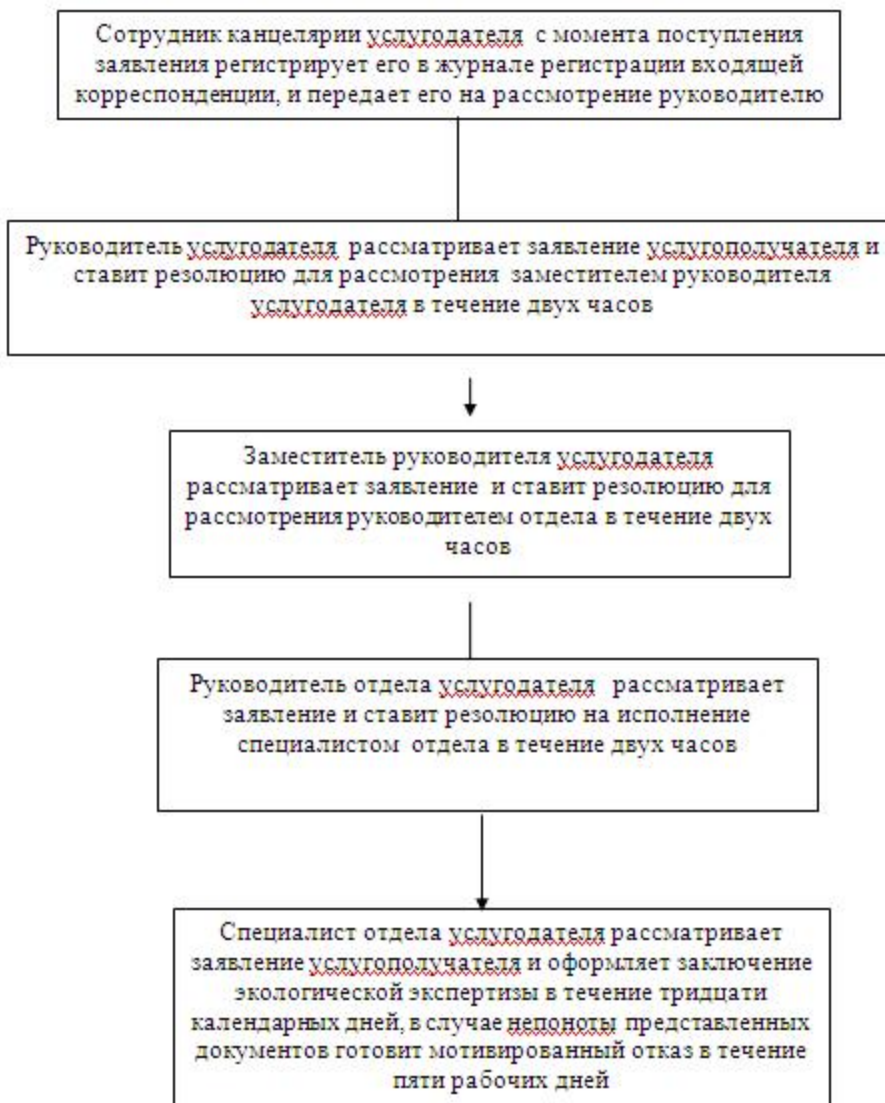 Сотрудник канцелярии услугодателя с момента поступления
заявления регистрирует его в журнале регистрации входящей
корреспонденции, и передает его на рассмотрение руководителю
Руководитель услугодателя рассматривает заявление услугополучателя и
ставит резолюцию для рассмотрения заместителем руководителя
услугодателя в течение двух часов
Заместитель руководителя услугодателя
рассматривает заявление и ставит резолюцию для
рассмотрения руководителем отдела в течение двух
часов
Руководитель отдела услугодателя рассматривает
заявление и ставит резолюцию на исполнение
специалистом отдела в течение двух часов
Специалист отдела услугодателя рассматривает
заявление услугополучателя и оформляет заключение
экологической экспертизы в течение тридцати
календарных дней, в случае непоноты представленных
документов готовит мотивированный отказ в течение
пяти рабочих дней